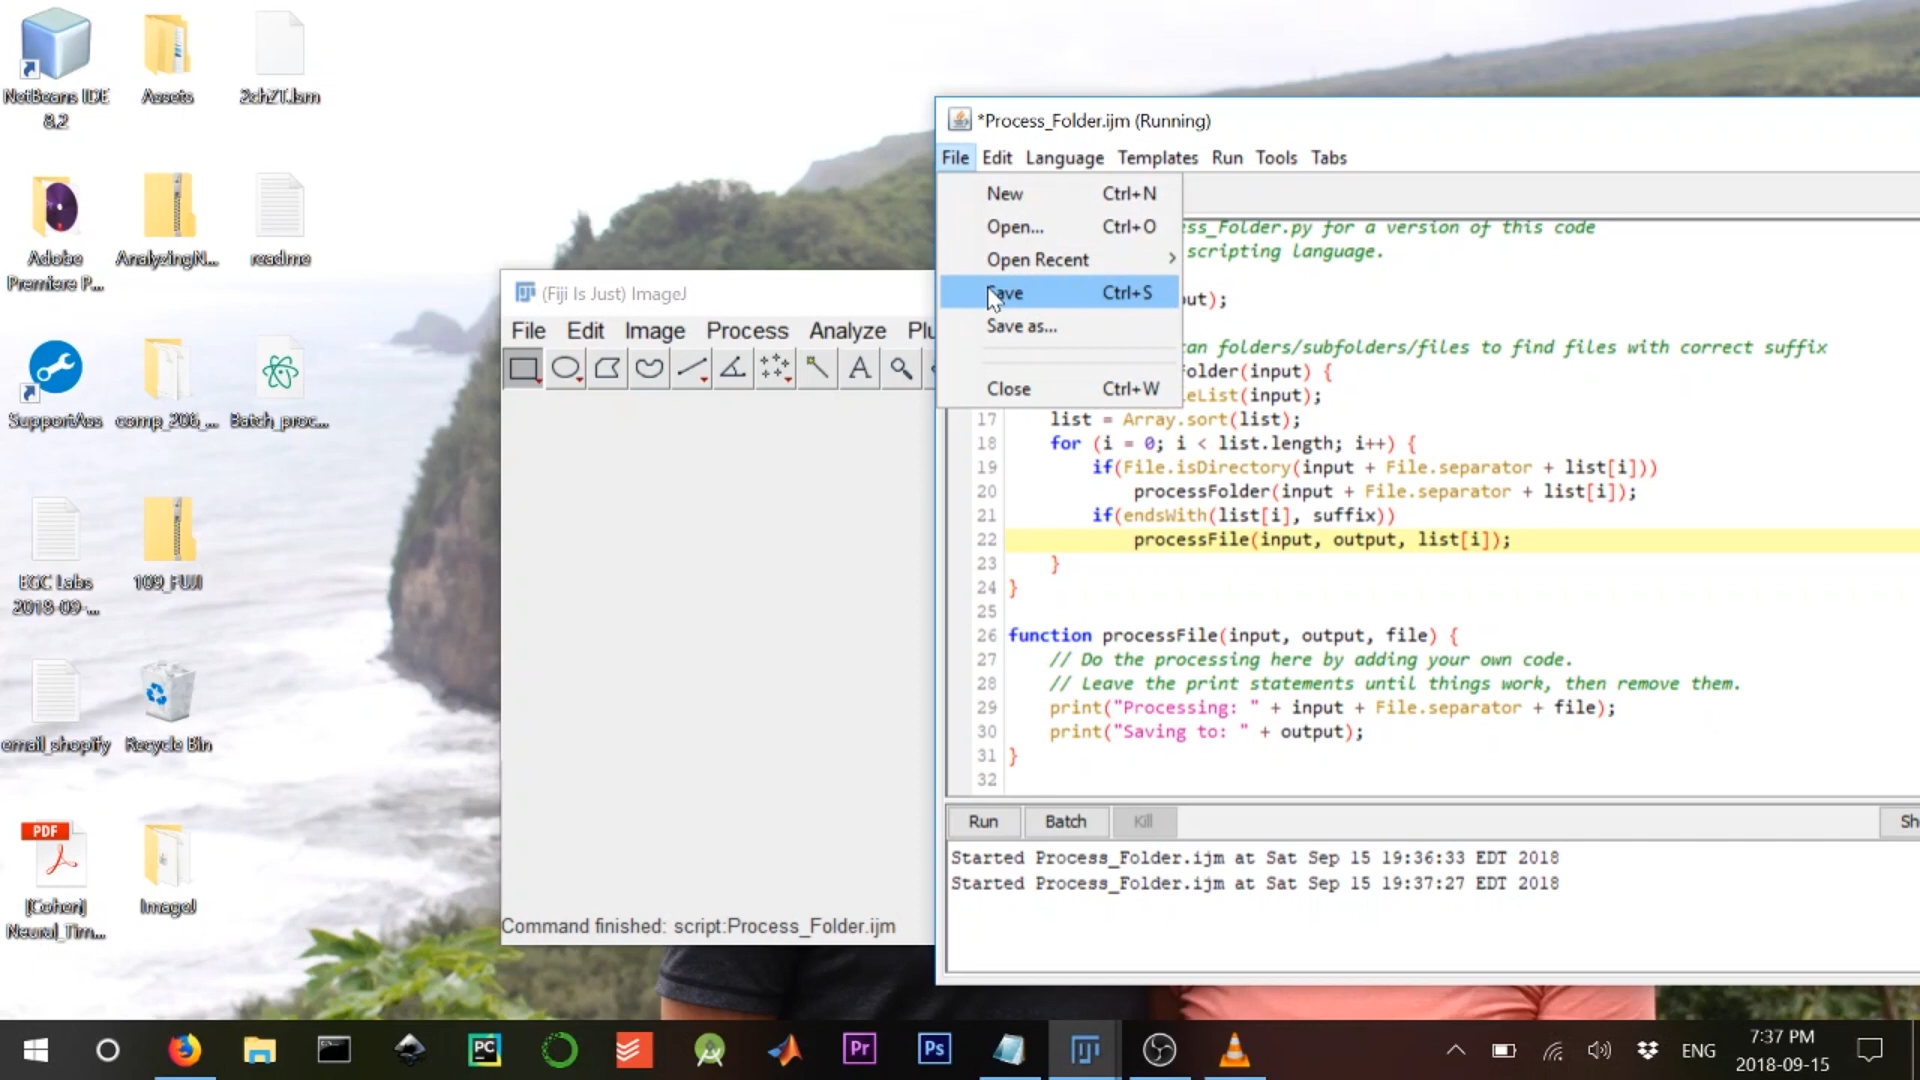 NetBeans IDE
8.2
Assets
2chZT.lsm
Adobe
Premiere P...
AnalyzingN...
readme
SupportAss
comp_206_...
Batch_proc...
EGC Labs
2018-09-...
109_FUJI
email_shopify
Recycle Bin
PDF
[Cohen]
Neural_Tim...
ImageJ
(Fiji Is Just) ImageJ
File Edit Image Process Analyze Plu
A
Command finished: script:Process_Folder.ijm
*Process_Folder.ijm (Running)
File Edit Language Templates Run Tools Tabs
New Ctrl+N
Open... Ctrl+O
Open Recent >
Save Ctrl+S
Save as...
Close Ctrl+W
ss_Folder.py for a version of this code
scripting language.
ut);
an folders/subfolders/files to find files with correct suffix
older(input) {
leList(input);
17 list = Array.sort(list);
18 for (i = 0; i < list.length; i++) {
19 if(File.isDirectory(input + File.separator + list[i]))
20 processFolder(input + File.separator + list[i]);
21 if(endsWith(list[i], suffix))
22 processFile(input, output, list[i]);
23 }
24 }
25
26 function processFile(input, output, file) {
27 // Do the processing here by adding your own code.
28 // Leave the print statements until things work, then remove them.
29 print("Processing: " + input + File.separator + file);
30 print("Saving to: " + output);
31 }
32
Run Batch Kill Sh
Started Process_Folder.ijm at Sat Sep 15 19:36:33 EDT 2018
Started Process_Folder.ijm at Sat Sep 15 19:37:27 EDT 2018
PC
Pr
Ps
ENG
7:37 PM
2018-09-15